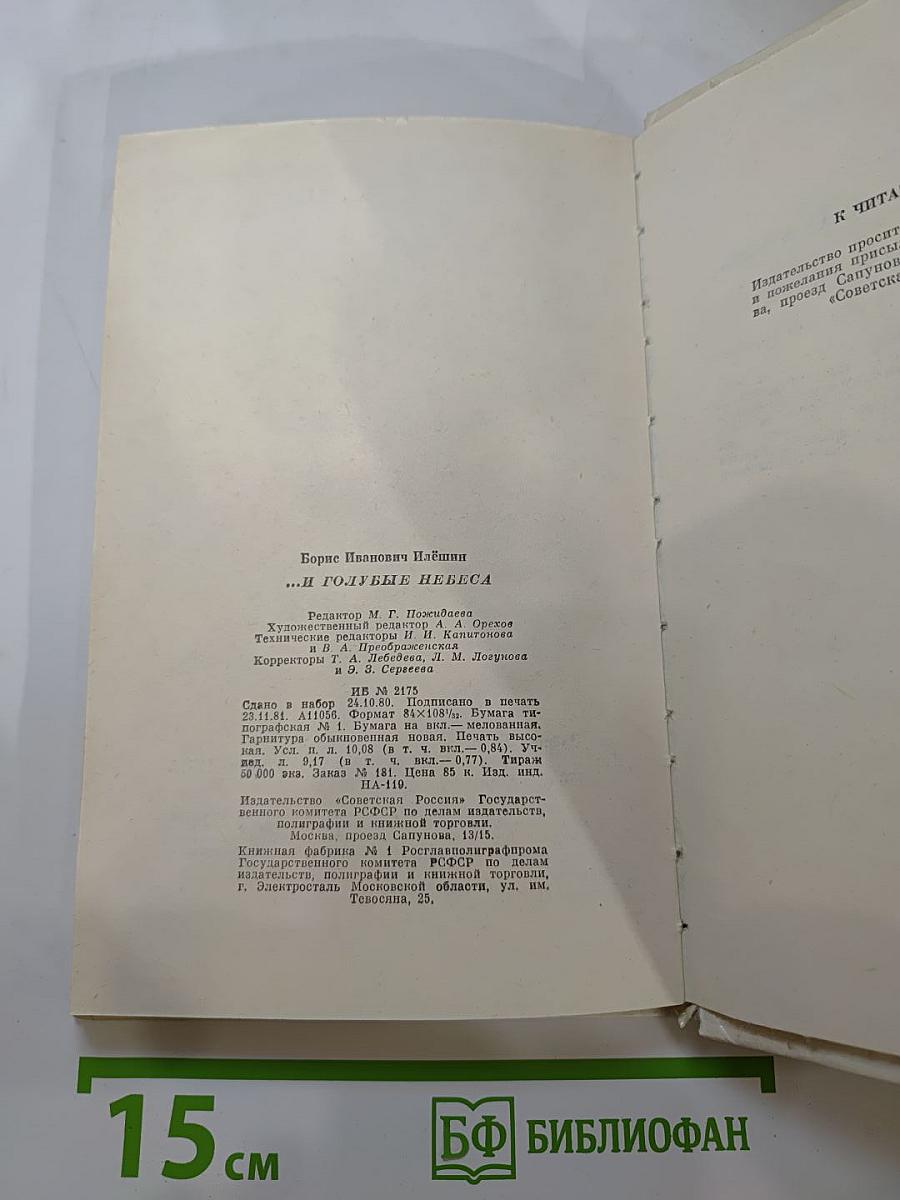 Борис Иванович Илёшин
...И ГОЛУБЫЕ НЕБЕСА
Редактор М. Г. Пожидаева
Художественный редактор А. А. Орехов
Технические редакторы И. И. Капитонова
и В. А. Преображенская
Корректоры Т. А. Лебедева, Л. М. Логунова
и Э. З. Сергеева
ИБ № 2175
Сдано в набор 24.10.80. Подписано в печать
23.11.81. А11056. Формат 84×108¹/₃₂. Бумага ти-
пографская № 1. Бумага на вкл.— мелованная.
Гарнитура обыкновенная новая. Печать высо-
кая. Усл. п. л. 10,08 (в т. ч. вкл.— 0,84). Уч-
изд. л. 9,17 (в т. ч. вкл.— 0,77). Тираж
50 000 экз. Заказ № 181. Цена 85 к. Изд. инд.
НА-119.
Издательство «Советская Россия» Государст-
венного комитета РСФСР по делам издательств,
полиграфии и книжной торговли.
Москва, проезд Сапунова, 13/15.
Книжная фабрика № 1 Росглавполиграфпрома
Государственного комитета РСФСР по делам
издательств, полиграфии и книжной торговли,
г. Электросталь Московской области, ул. им.
Тевосяна, 25.
К ЧИТА
Издательство просит
и пожелания присы
ва, проезд Сапунов
«Советска
15 см
БФ БИБЛИОФАН